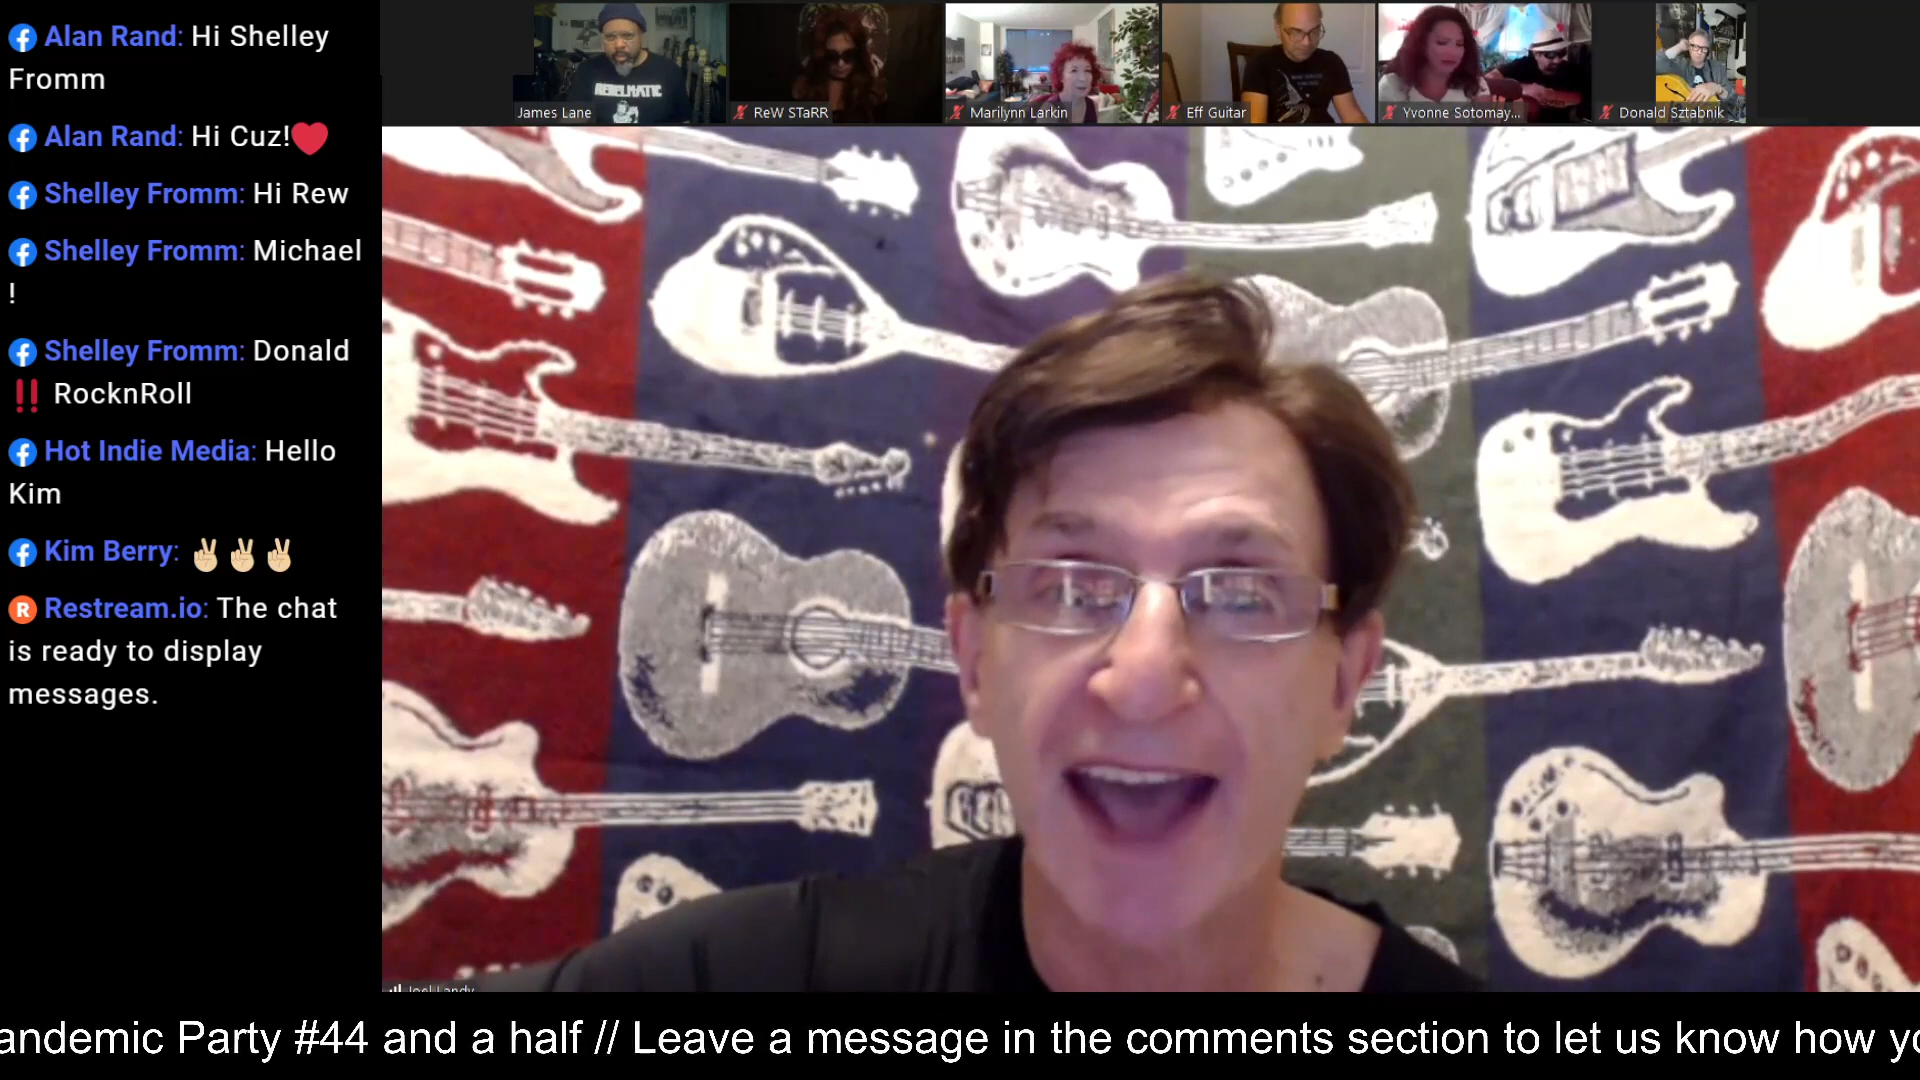 Alan Rand: Hi Shelley
Fromm
Alan Rand: Hi Cuz!❤️
Shelley Fromm: Hi Rew
Shelley Fromm: Michael
!
Shelley Fromm: Donald
‼️ RocknRoll
Hot Indie Media: Hello
Kim
Kim Berry: ✌🏼✌🏼✌🏼
R Restream.io: The chat
is ready to display
messages.
REBELMATIC
James Lane
ReW STaRR
Marilynn Larkin
Eff Guitar
Yvonne Sotomay...
Donald Sztabnik
Joel Landy
andemic Party #44 and a half // Leave a message in the comments section to let us know how yo